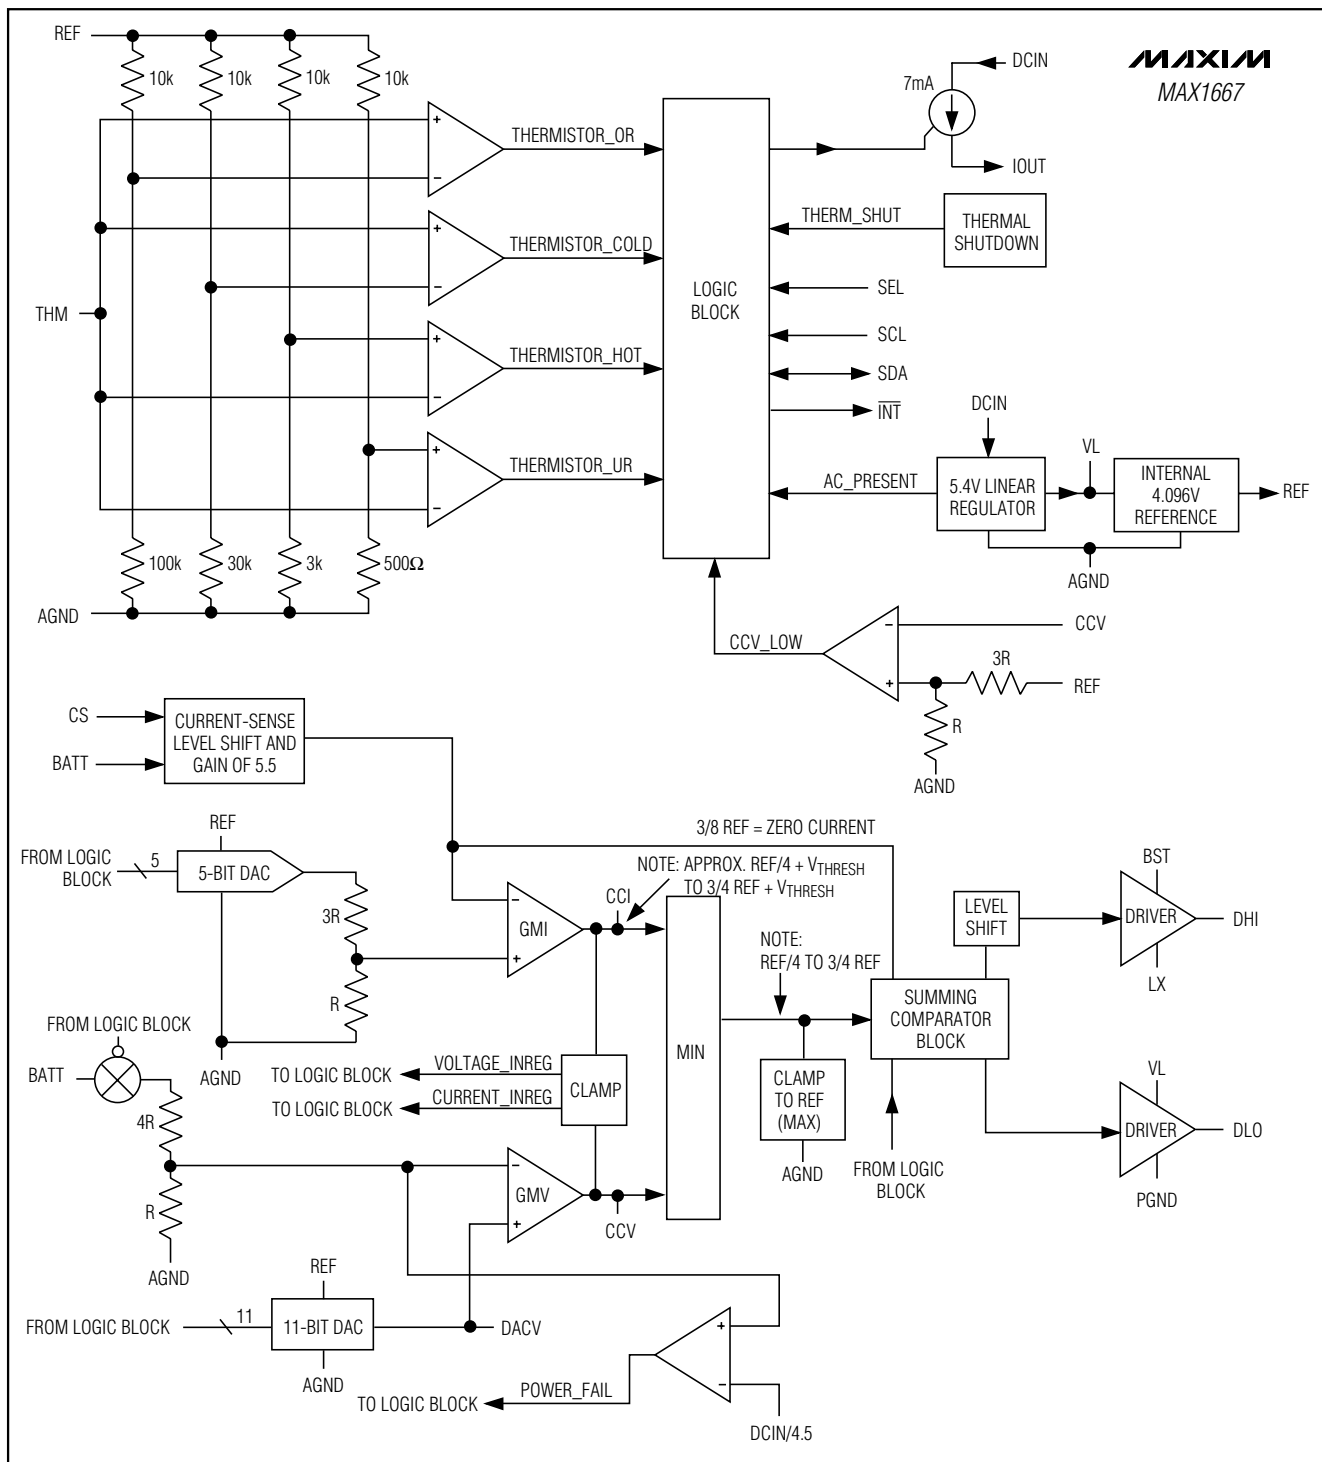 REF
10k
10k
10k
10k
MAXIM
MAX1667
DCIN
7mA
IOUT
+
−
THERMISTOR_OR
+
−
THERMISTOR_COLD
THM
+
−
THERMISTOR_HOT
+
−
THERMISTOR_UR
LOGIC
BLOCK
THERM_SHUT
THERMAL
SHUTDOWN
SEL
SCL
SDA
INT
DCIN
VL
AC_PRESENT
5.4V LINEAR
REGULATOR
INTERNAL
4.096V
REFERENCE
REF
AGND
100k
30k
3k
500Ω
AGND
CCV_LOW
−
+
CCV
3R
REF
R
AGND
CS
BATT
CURRENT-SENSE
LEVEL SHIFT AND
GAIN OF 5.5
3/8 REF = ZERO CURRENT
REF
FROM LOGIC
BLOCK
5
5-BIT DAC
NOTE: APPROX. REF/4 + VTHRESH
TO 3/4 REF + VTHRESH
3R
−
GMI
+
CCI
R
NOTE:
REF/4 TO 3/4 REF
LEVEL
SHIFT
BST
DRIVER
DHI
LX
FROM LOGIC BLOCK
BATT
AGND
SUMMING
COMPARATOR
BLOCK
MIN
TO LOGIC BLOCK
VOLTAGE_INREG
TO LOGIC BLOCK
CURRENT_INREG
CLAMP
CLAMP
TO REF
(MAX)
AGND
FROM LOGIC
BLOCK
VL
DRIVER
DLO
PGND
4R
R
AGND
−
GMV
+
CCV
REF
FROM LOGIC BLOCK
11
11-BIT DAC
DACV
AGND
+
−
TO LOGIC BLOCK
POWER_FAIL
DCIN/4.5